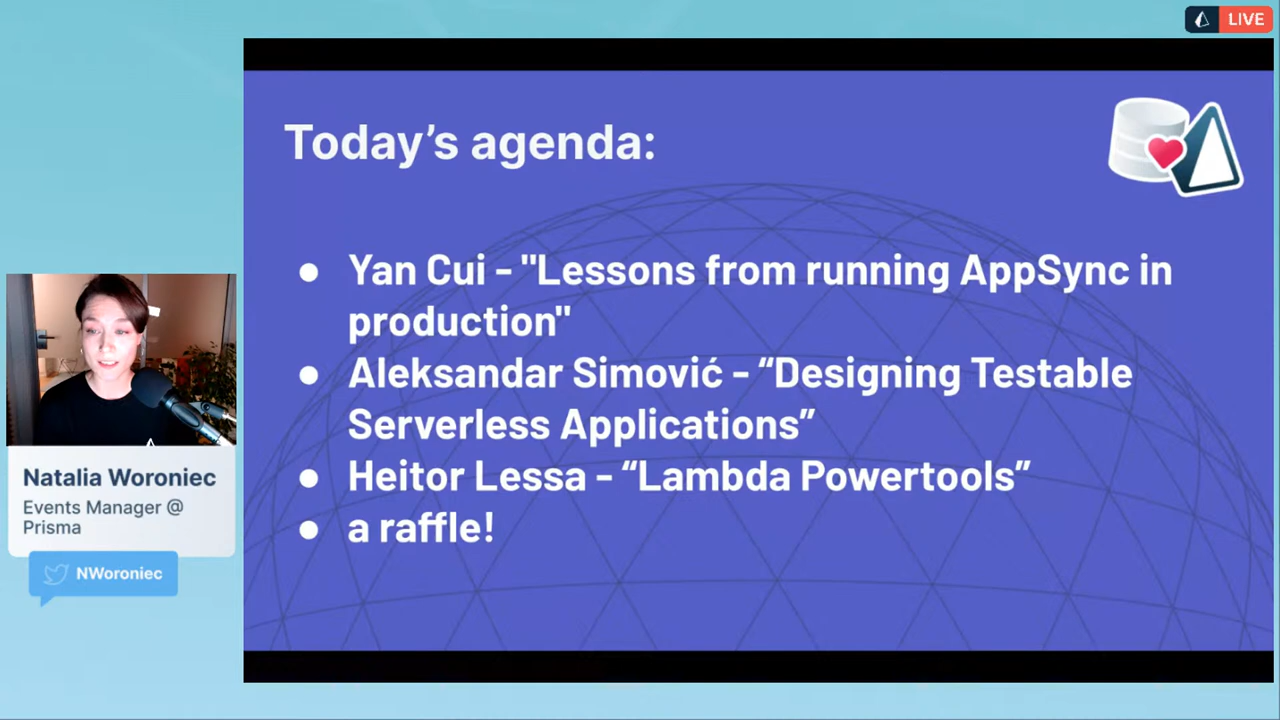 LIVE
Today's agenda:
● Yan Cui - "Lessons from running AppSync in
production"
● Aleksandar Simović - “Designing Testable
Serverless Applications”
● Heitor Lessa - “Lambda Powertools”
● a raffle!
Natalia Woroniec
Events Manager @
Prisma
NWoroniec